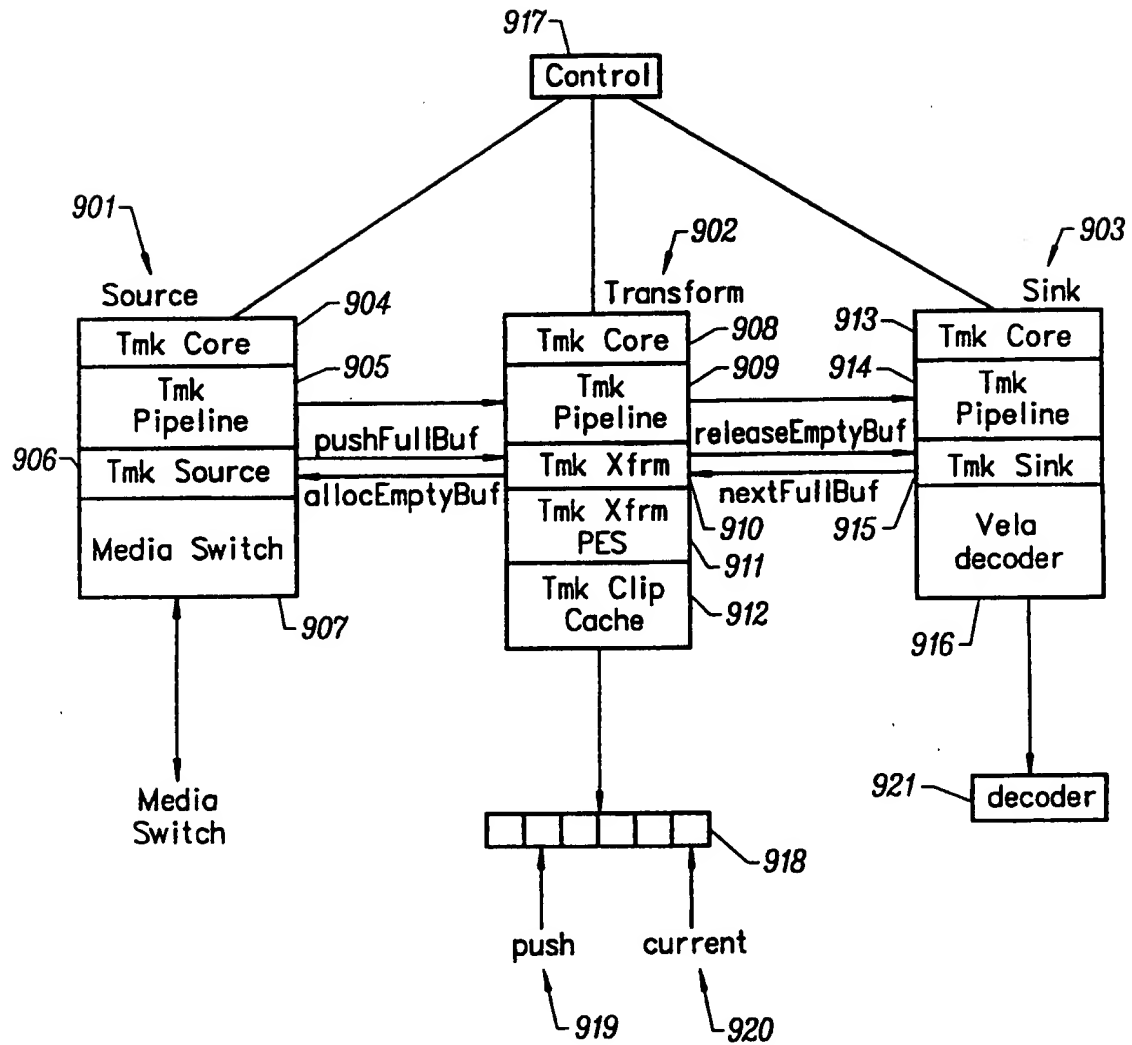 917
Control
901
902
903
Source
Transform
Sink
904
Tmk Core
905
Tmk
Pipeline
906
Tmk Source
Media Switch
907
pushFullBuf
allocEmptyBuf
Tmk Core
908
Tmk
Pipeline
909
Tmk Xfrm
910
Tmk Xfrm
PES
911
Tmk Clip
Cache
912
releaseEmptyBuf
nextFullBuf
913
Tmk Core
914
Tmk
Pipeline
Tmk Sink
915
Vela
decoder
916
Media
Switch
921
decoder
918
push
current
919
920